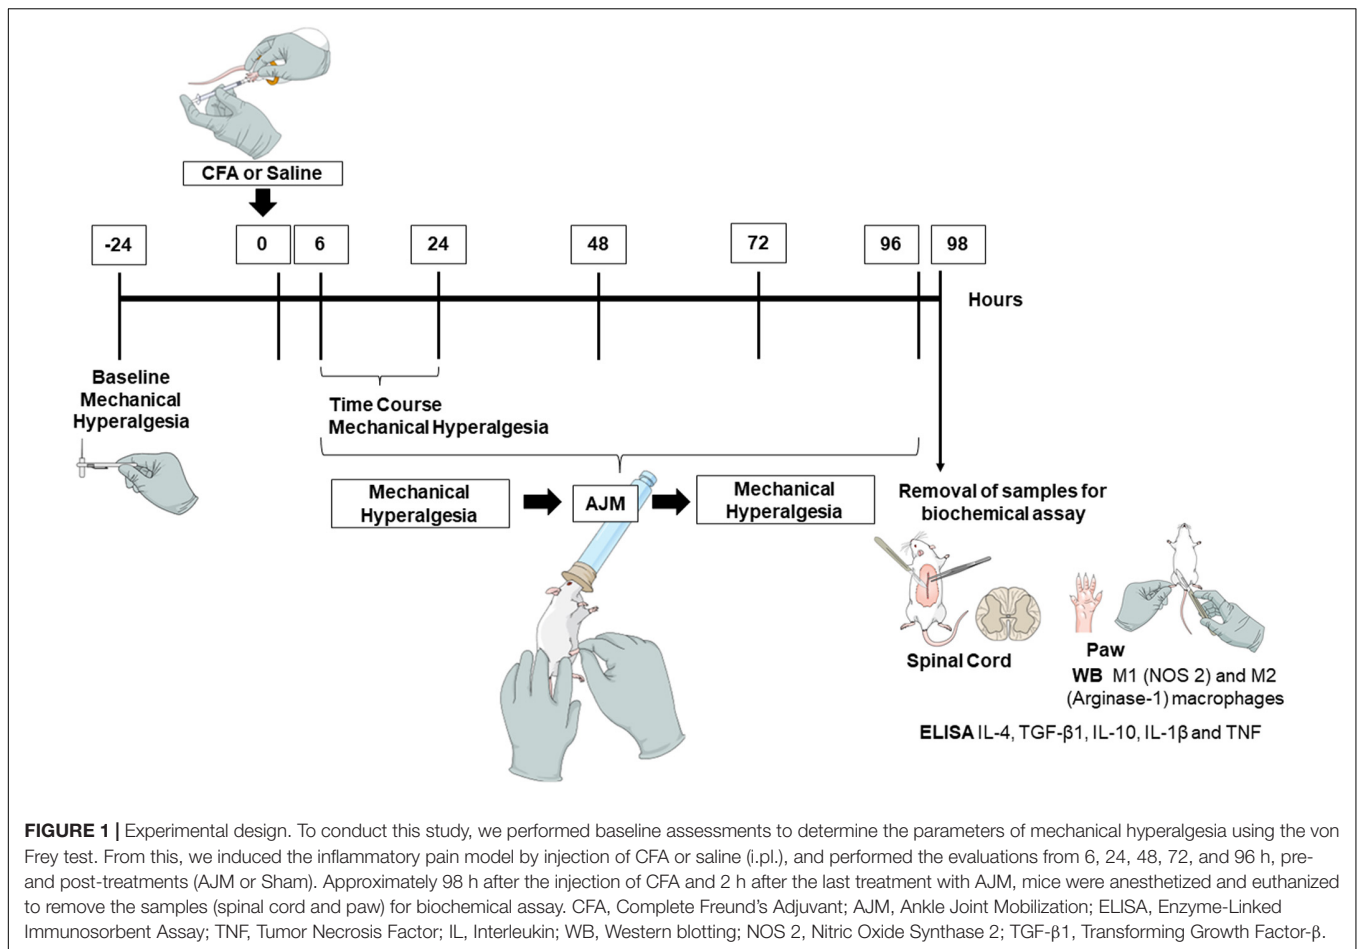 CFA or Saline
-24 0 6 24 48 72 96 98
Hours
Baseline
Mechanical
Hyperalgesia
Time Course
Mechanical Hyperalgesia
Mechanical
Hyperalgesia
AJM
Mechanical
Hyperalgesia
Removal of samples for
biochemical assay
Spinal Cord
Paw
WB M1 (NOS 2) and M2
(Arginase-1) macrophages
ELISA IL-4, TGF-β1, IL-10, IL-1β and TNF
FIGURE 1 | Experimental design. To conduct this study, we performed baseline assessments to determine the parameters of mechanical hyperalgesia using the von
Frey test. From this, we induced the inflammatory pain model by injection of CFA or saline (i.pl.), and performed the evaluations from 6, 24, 48, 72, and 96 h, pre-
and post-treatments (AJM or Sham). Approximately 98 h after the injection of CFA and 2 h after the last treatment with AJM, mice were anesthetized and euthanized
to remove the samples (spinal cord and paw) for biochemical assay. CFA, Complete Freund's Adjuvant; AJM, Ankle Joint Mobilization; ELISA, Enzyme-Linked
Immunosorbent Assay; TNF, Tumor Necrosis Factor; IL, Interleukin; WB, Western blotting; NOS 2, Nitric Oxide Synthase 2; TGF-β1, Transforming Growth Factor-β.